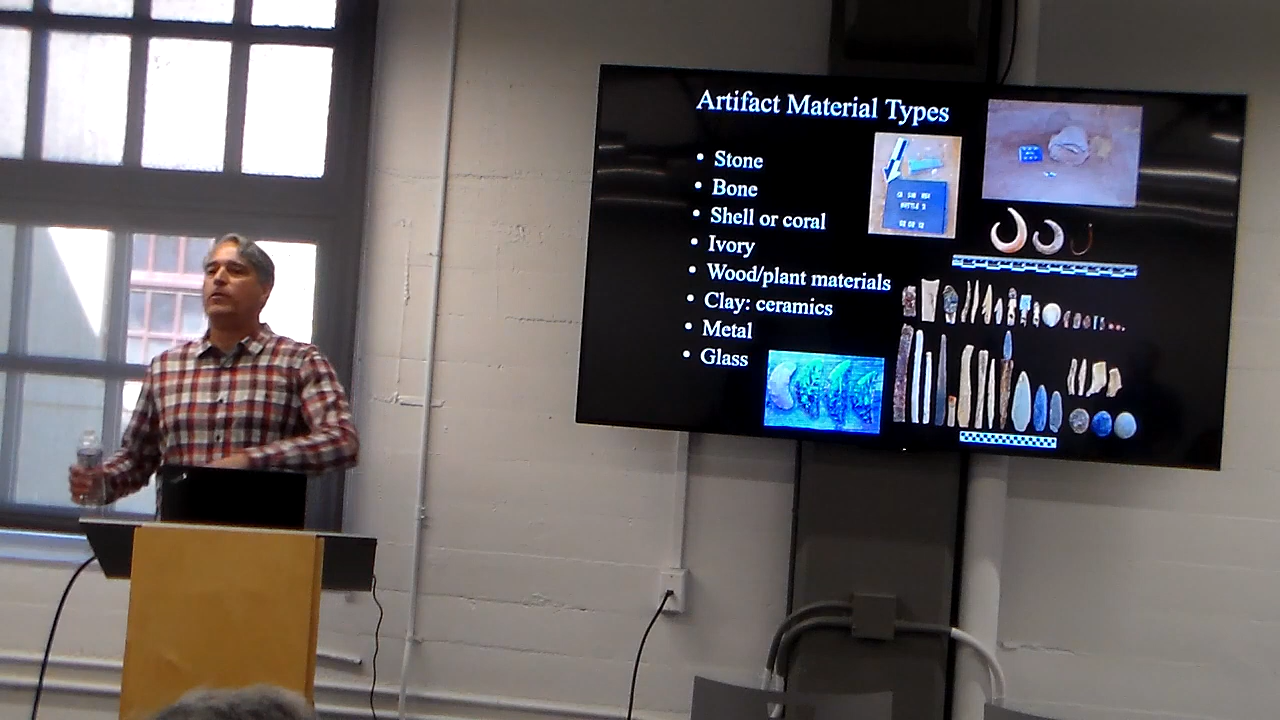 Artifact Material Types
• Stone
• Bone
• Shell or coral
• Ivory
• Wood/plant materials
• Clay: ceramics
• Metal
• Glass